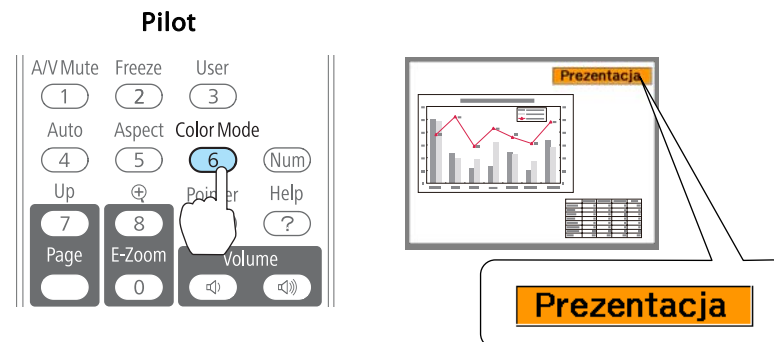 Pilot
A/V Mute Freeze User
1 2 3
Auto Aspect Color Mode
4 5 6 Num
Up Pointer Help
7 8 ?
Page E-Zoom Volume
0
Prezentacja
Prezentacja